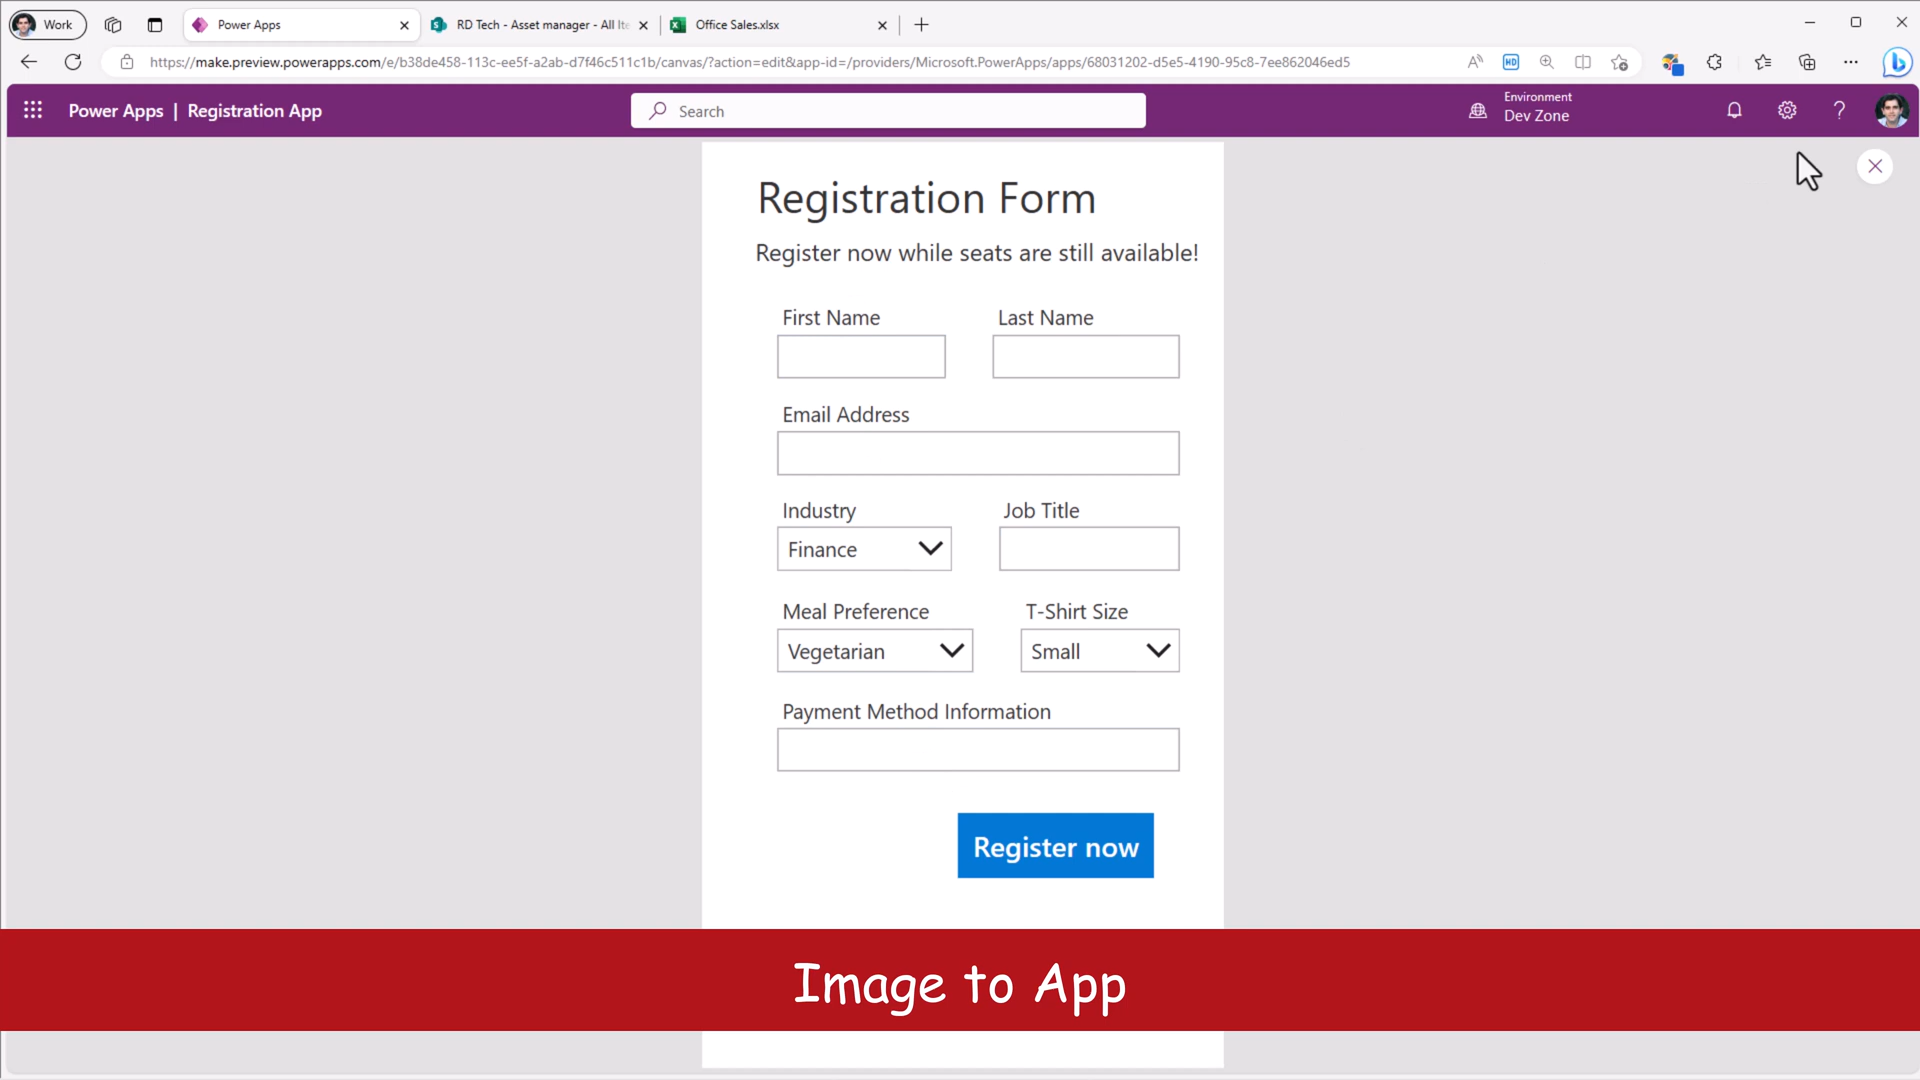 Work
Power Apps
RD Tech - Asset manager - All Ite
Office Sales.xlsx
https://make.preview.powerapps.com/e/b38de458-113c-ee5f-a2ab-d7f46c511c1b/canvas/?action=edit&app-id=/providers/Microsoft.PowerApps/apps/68031202-d5e5-4190-95c8-7ee862046ed5
HD
Power Apps | Registration App
Search
Environment
Dev Zone
Registration Form
Register now while seats are still available!
First Name
Last Name
Email Address
Industry
Job Title
Finance
Meal Preference
T-Shirt Size
Vegetarian
Small
Payment Method Information
Register now
Image to App